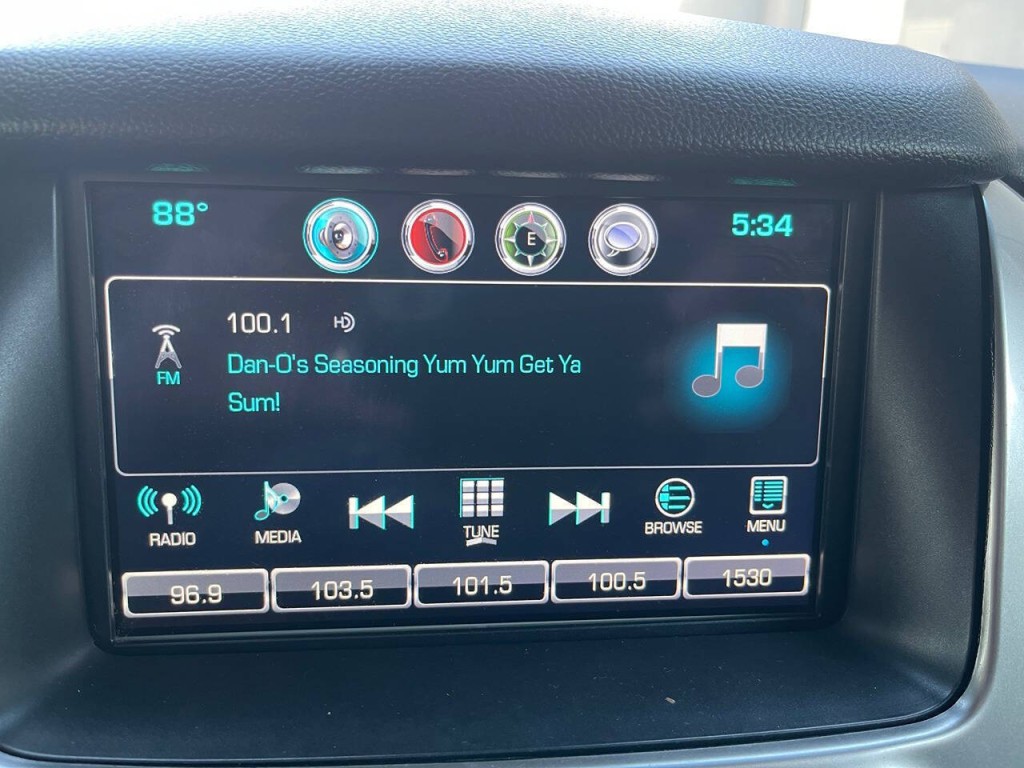 88°
E
5:34
100.1 HD
FM
Dan-O's Seasoning Yum Yum Get Ya
Sum!
RADIO
MEDIA
TUNE
BROWSE
MENU
96.9
103.5
101.5
100.5
1530